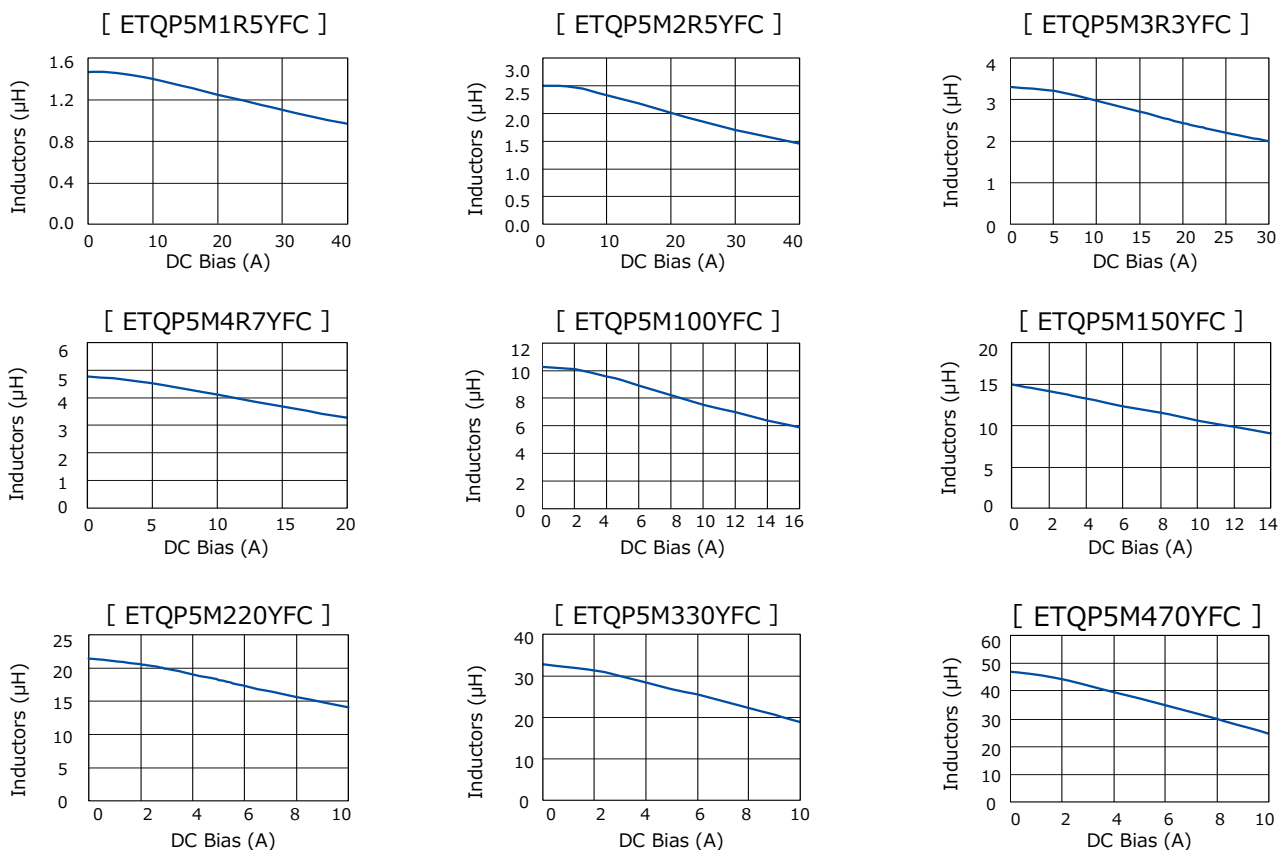 [ ETQP5M1R5YFC ]
Inductors (µH)
1.6
1.2
0.8
0.4
0.0
0 10 20 30 40
DC Bias (A)
[ ETQP5M2R5YFC ]
Inductors (µH)
3.0
2.5
2.0
1.5
1.0
0.5
0.0
0 10 20 30 40
DC Bias (A)
[ ETQP5M3R3YFC ]
Inductors (µH)
4
3
2
1
0
0 5 10 15 20 25 30
DC Bias (A)
[ ETQP5M4R7YFC ]
Inductors (µH)
6
5
4
3
2
1
0
0 5 10 15 20
DC Bias (A)
[ ETQP5M100YFC ]
Inductors (µH)
12
10
8
6
4
2
0
0 2 4 6 8 10 12 14 16
DC Bias (A)
[ ETQP5M150YFC ]
Inductors (µH)
20
15
10
5
0
0 2 4 6 8 10 12 14
DC Bias (A)
[ ETQP5M220YFC ]
Inductors (µH)
25
20
15
10
5
0
0 2 4 6 8 10
DC Bias (A)
[ ETQP5M330YFC ]
Inductors (µH)
40
30
20
10
0
0 2 4 6 8 10
DC Bias (A)
[ ETQP5M470YFC ]
Inductors (µH)
60
50
40
30
20
10
0
0 2 4 6 8 10
DC Bias (A)